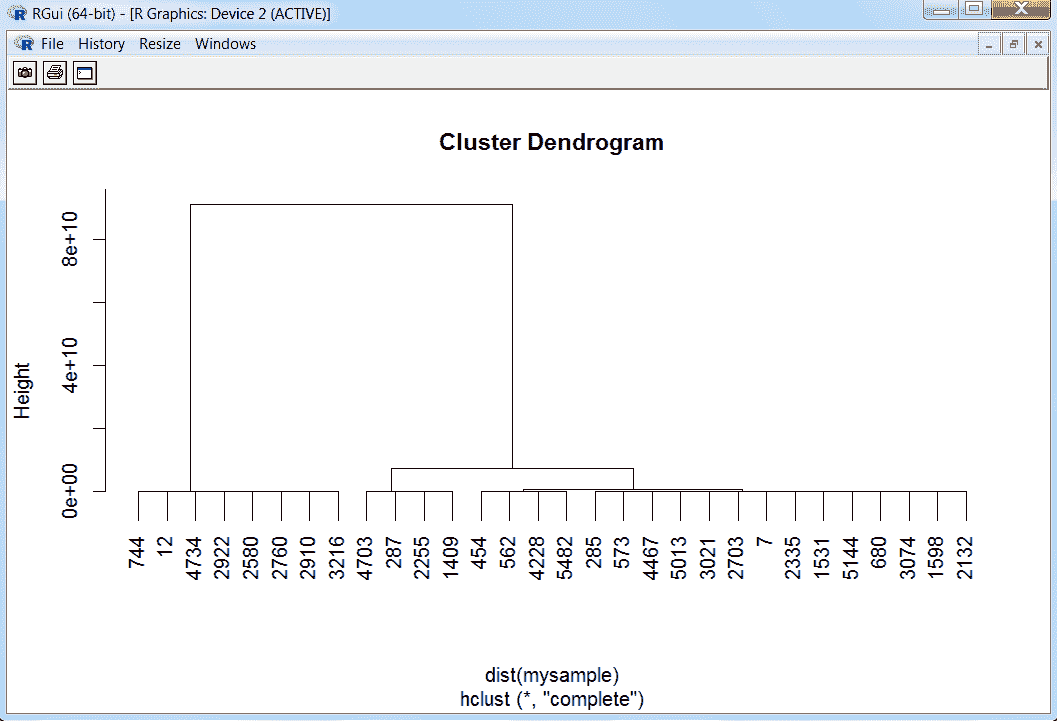 RGui (64-bit) - [R Graphics: Device 2 (ACTIVE)]
File History Resize Windows
Cluster Dendrogram
Height
8e+10
4e+10
0e+00
744 12 4734 2922 2580 2760 2910 3216 4703 287 2255 1409 454 562 4228 5482 285 573 4467 5013 3021 2703 7 2335 1531 5144 680 3074 1598 2132
dist(mysample)
hclust (*, "complete")